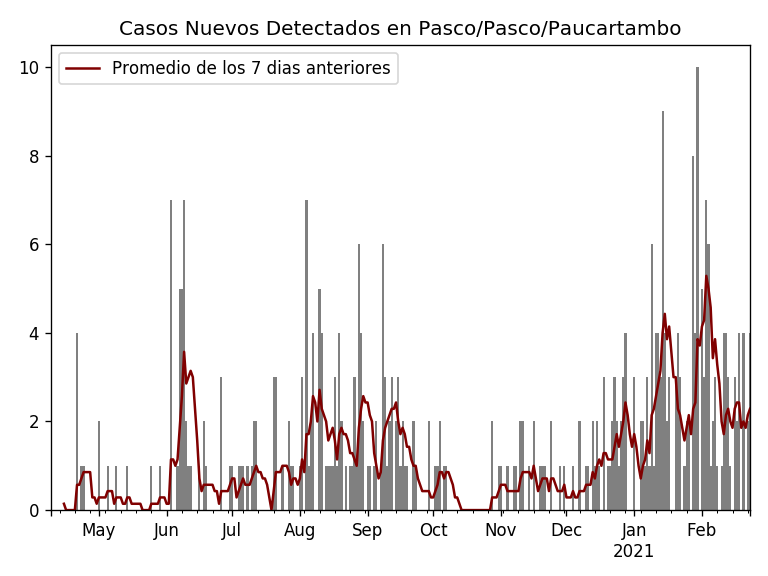 Casos Nuevos Detectados en Pasco/Pasco/Paucartambo
Promedio de los 7 dias anteriores
10
8
6
4
2
0
May Jun Jul Aug Sep Oct Nov Dec Jan Feb
2021